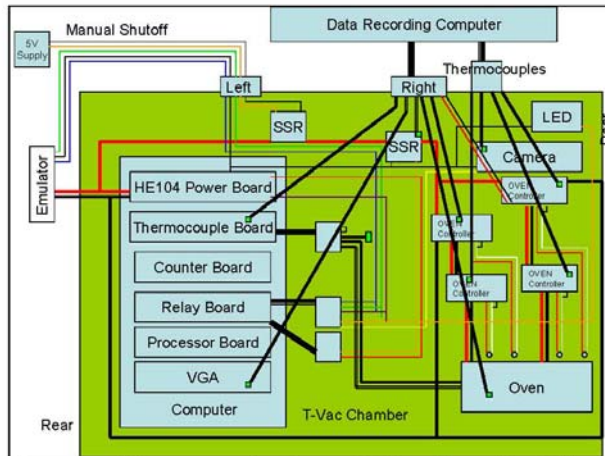 Data Recording Computer
Manual Shutoff
5V
Supply
Thermocouples
Left
Right
SSR
SSR
LED
Camera
Emulator
HE104 Power Board
OVEN
Controller
Thermocouple Board
OVEN
Controller
Counter Board
OVEN
Controller
OVEN
Controller
Relay Board
Processor Board
VGA
Oven
Computer
T-Vac Chamber
Rear